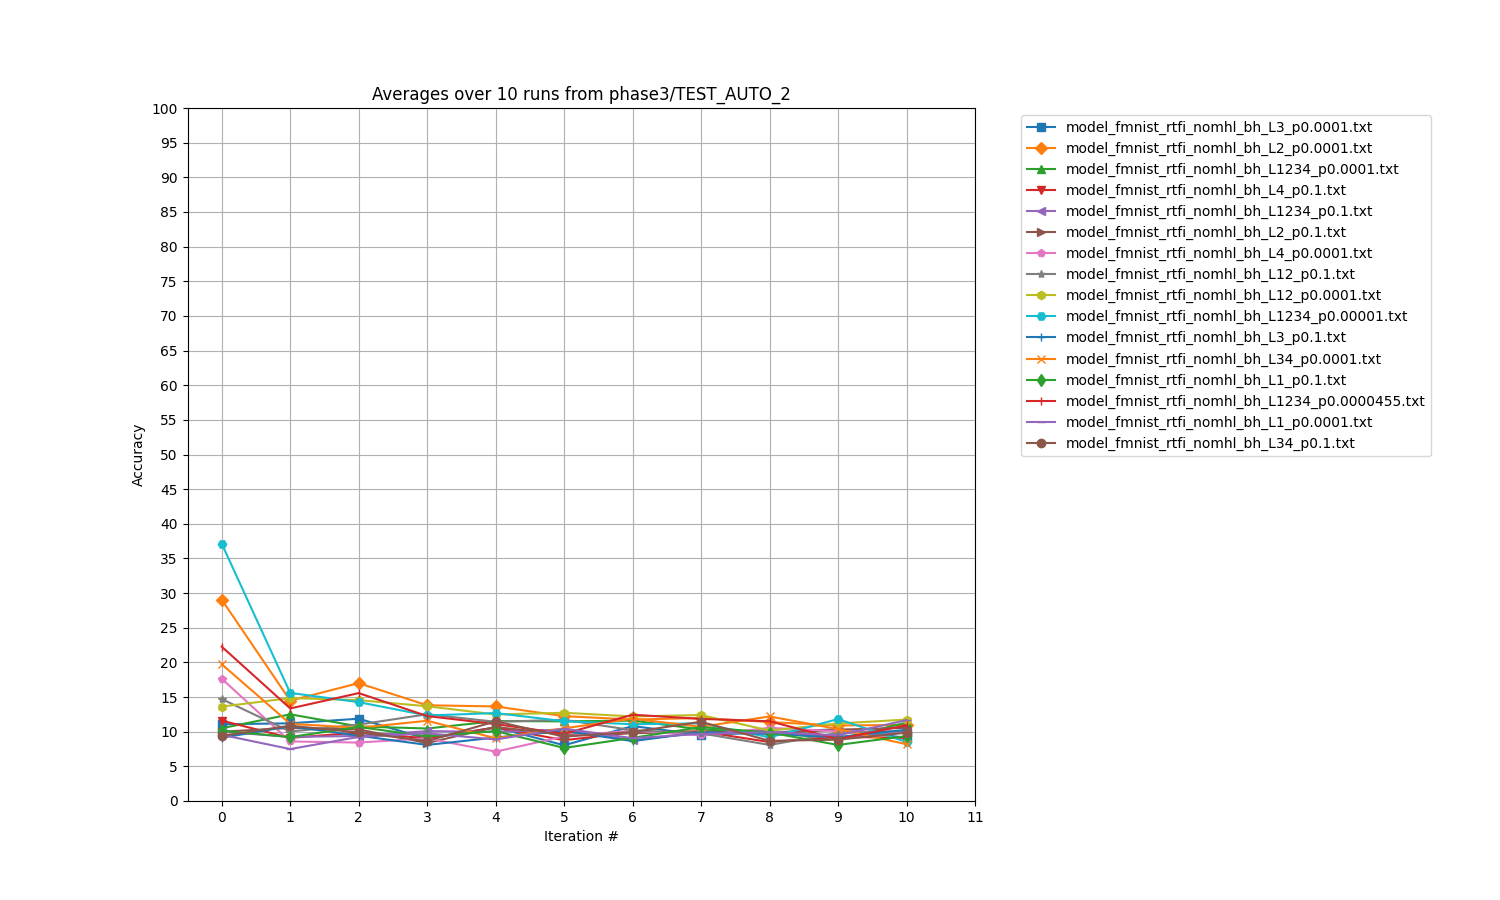 Averages over 10 runs from phase3/TEST_AUTO_2
100
95
90
85
80
75
70
65
60
55
50
45
40
35
30
25
20
15
10
5
0
Accuracy
0 1 2 3 4 5 6 7 8 9 10 11
Iteration #
model_fmnist_rtfi_nomhl_bh_L3_p0.0001.txt
model_fmnist_rtfi_nomhl_bh_L2_p0.0001.txt
model_fmnist_rtfi_nomhl_bh_L1234_p0.0001.txt
model_fmnist_rtfi_nomhl_bh_L4_p0.1.txt
model_fmnist_rtfi_nomhl_bh_L1234_p0.1.txt
model_fmnist_rtfi_nomhl_bh_L2_p0.1.txt
model_fmnist_rtfi_nomhl_bh_L4_p0.0001.txt
model_fmnist_rtfi_nomhl_bh_L12_p0.1.txt
model_fmnist_rtfi_nomhl_bh_L12_p0.0001.txt
model_fmnist_rtfi_nomhl_bh_L1234_p0.00001.txt
model_fmnist_rtfi_nomhl_bh_L3_p0.1.txt
model_fmnist_rtfi_nomhl_bh_L34_p0.0001.txt
model_fmnist_rtfi_nomhl_bh_L1_p0.1.txt
model_fmnist_rtfi_nomhl_bh_L1234_p0.0000455.txt
model_fmnist_rtfi_nomhl_bh_L1_p0.0001.txt
model_fmnist_rtfi_nomhl_bh_L34_p0.1.txt